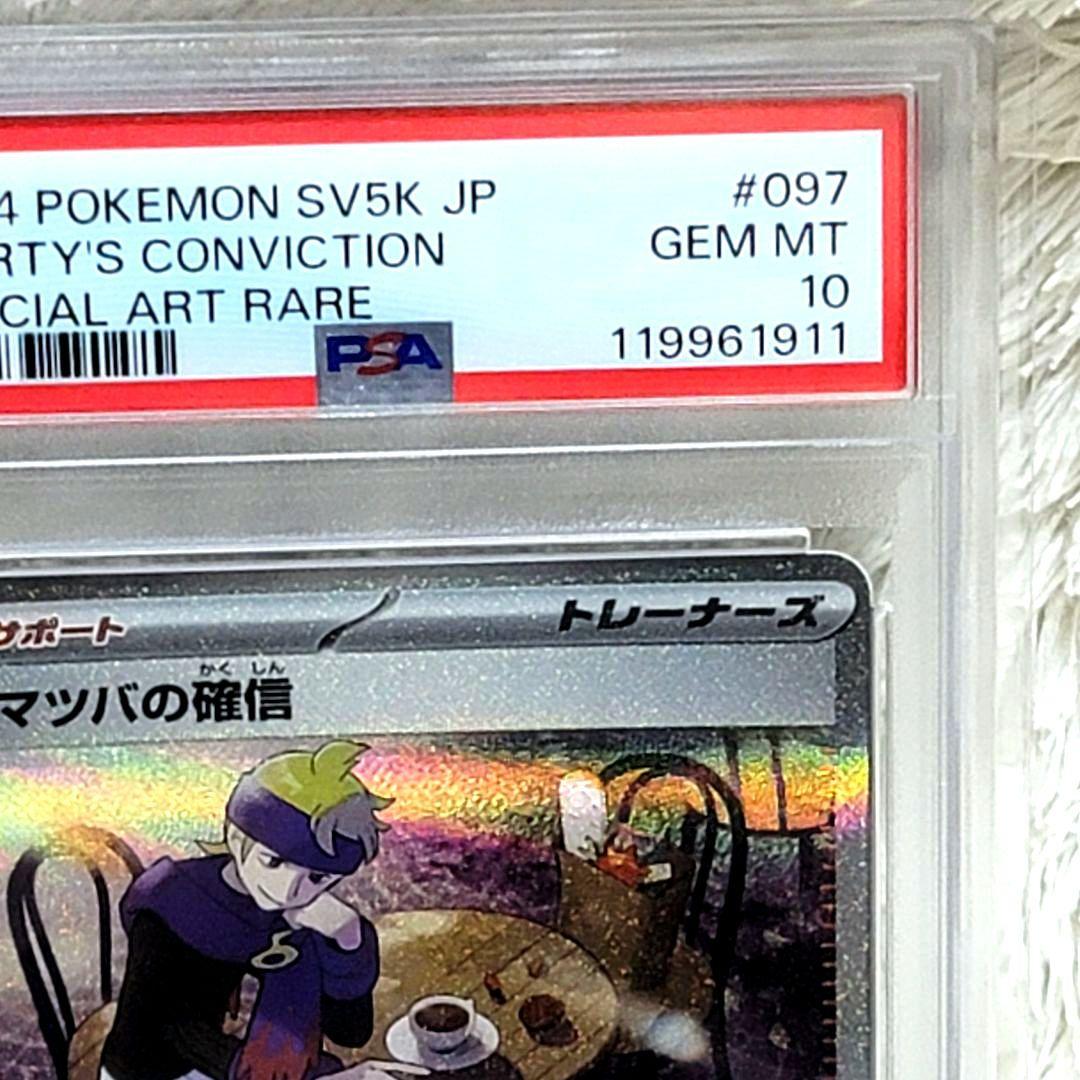 4 POKEMON SV5K JP
#097
RTY'S CONVICTION
GEM MT
CIAL ART RARE
10
PSA
119961911
サポート
トレーナーズ
かくしん
マツバの確信